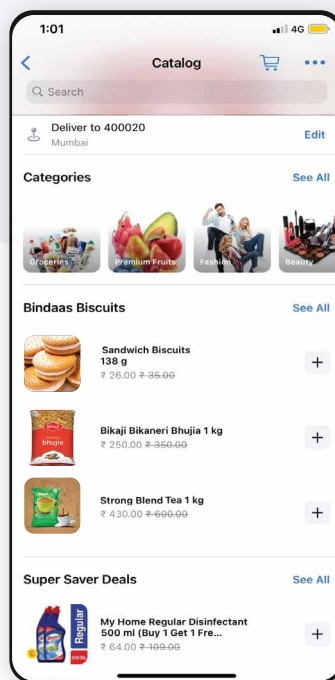 1:01
4G
Catalog
Search
Deliver to 400020
Mumbai
Edit
Categories
See All
Groceries
Premium Fruits
Fashion
Beauty
Bindaas Biscuits
See All
Sandwich Biscuits
138 g
₹ 26.00 ₹ 35.00
bhujia
Bikaji Bikaneri Bhujia 1 kg
₹ 250.00 ₹ 350.00
Strong Blend Tea 1 kg
₹ 430.00 ₹ 600.00
Super Saver Deals
See All
Regular
My Home Regular Disinfectant
500 ml (Buy 1 Get 1 Fre...
₹ 64.00 ₹ 109.00